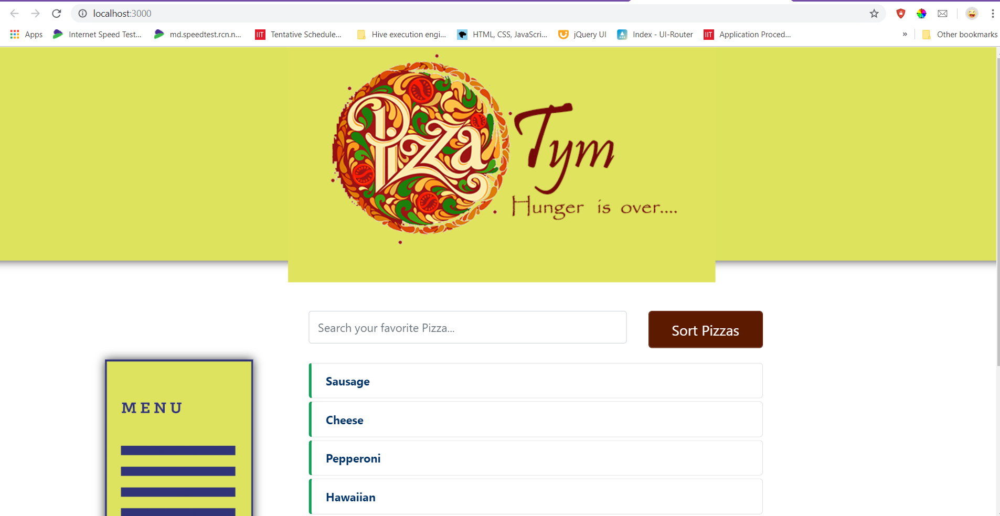 localhost:3000
Apps Internet Speed Test... md.speedtest.rcn.n... IIT Tentative Schedule... Hive execution engi... HTML, CSS, JavaScri... jQuery UI Index - UI-Router IIT Application Proced... » Other bookmarks
Pizza Tym
Hunger is over....
Search your favorite Pizza...
Sort Pizzas
Sausage
MENU
Cheese
Pepperoni
Hawaiian